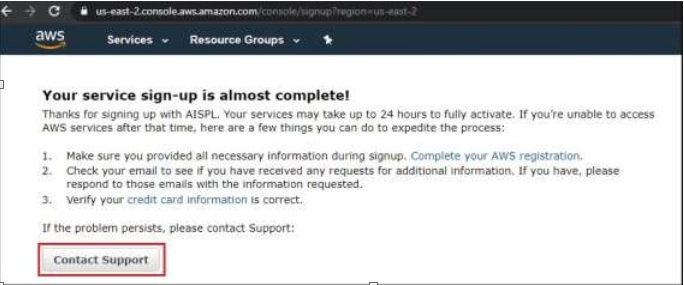 us-east-2.console.aws.amazon.com/console/signup?region=us-east-2
aws Services Resource Groups
Your service sign-up is almost complete!
Thanks for signing up with AISPL. Your services may take up to 24 hours to fully activate. If you're unable to access
AWS services after that time, here are a few things you can do to expedite the process:
1. Make sure you provided all necessary information during signup. Complete your AWS registration.
2. Check your email to see if you have received any requests for additional information. If you have, please
respond to those emails with the information requested.
3. Verify your credit card information is correct.
If the problem persists, please contact Support:
Contact Support